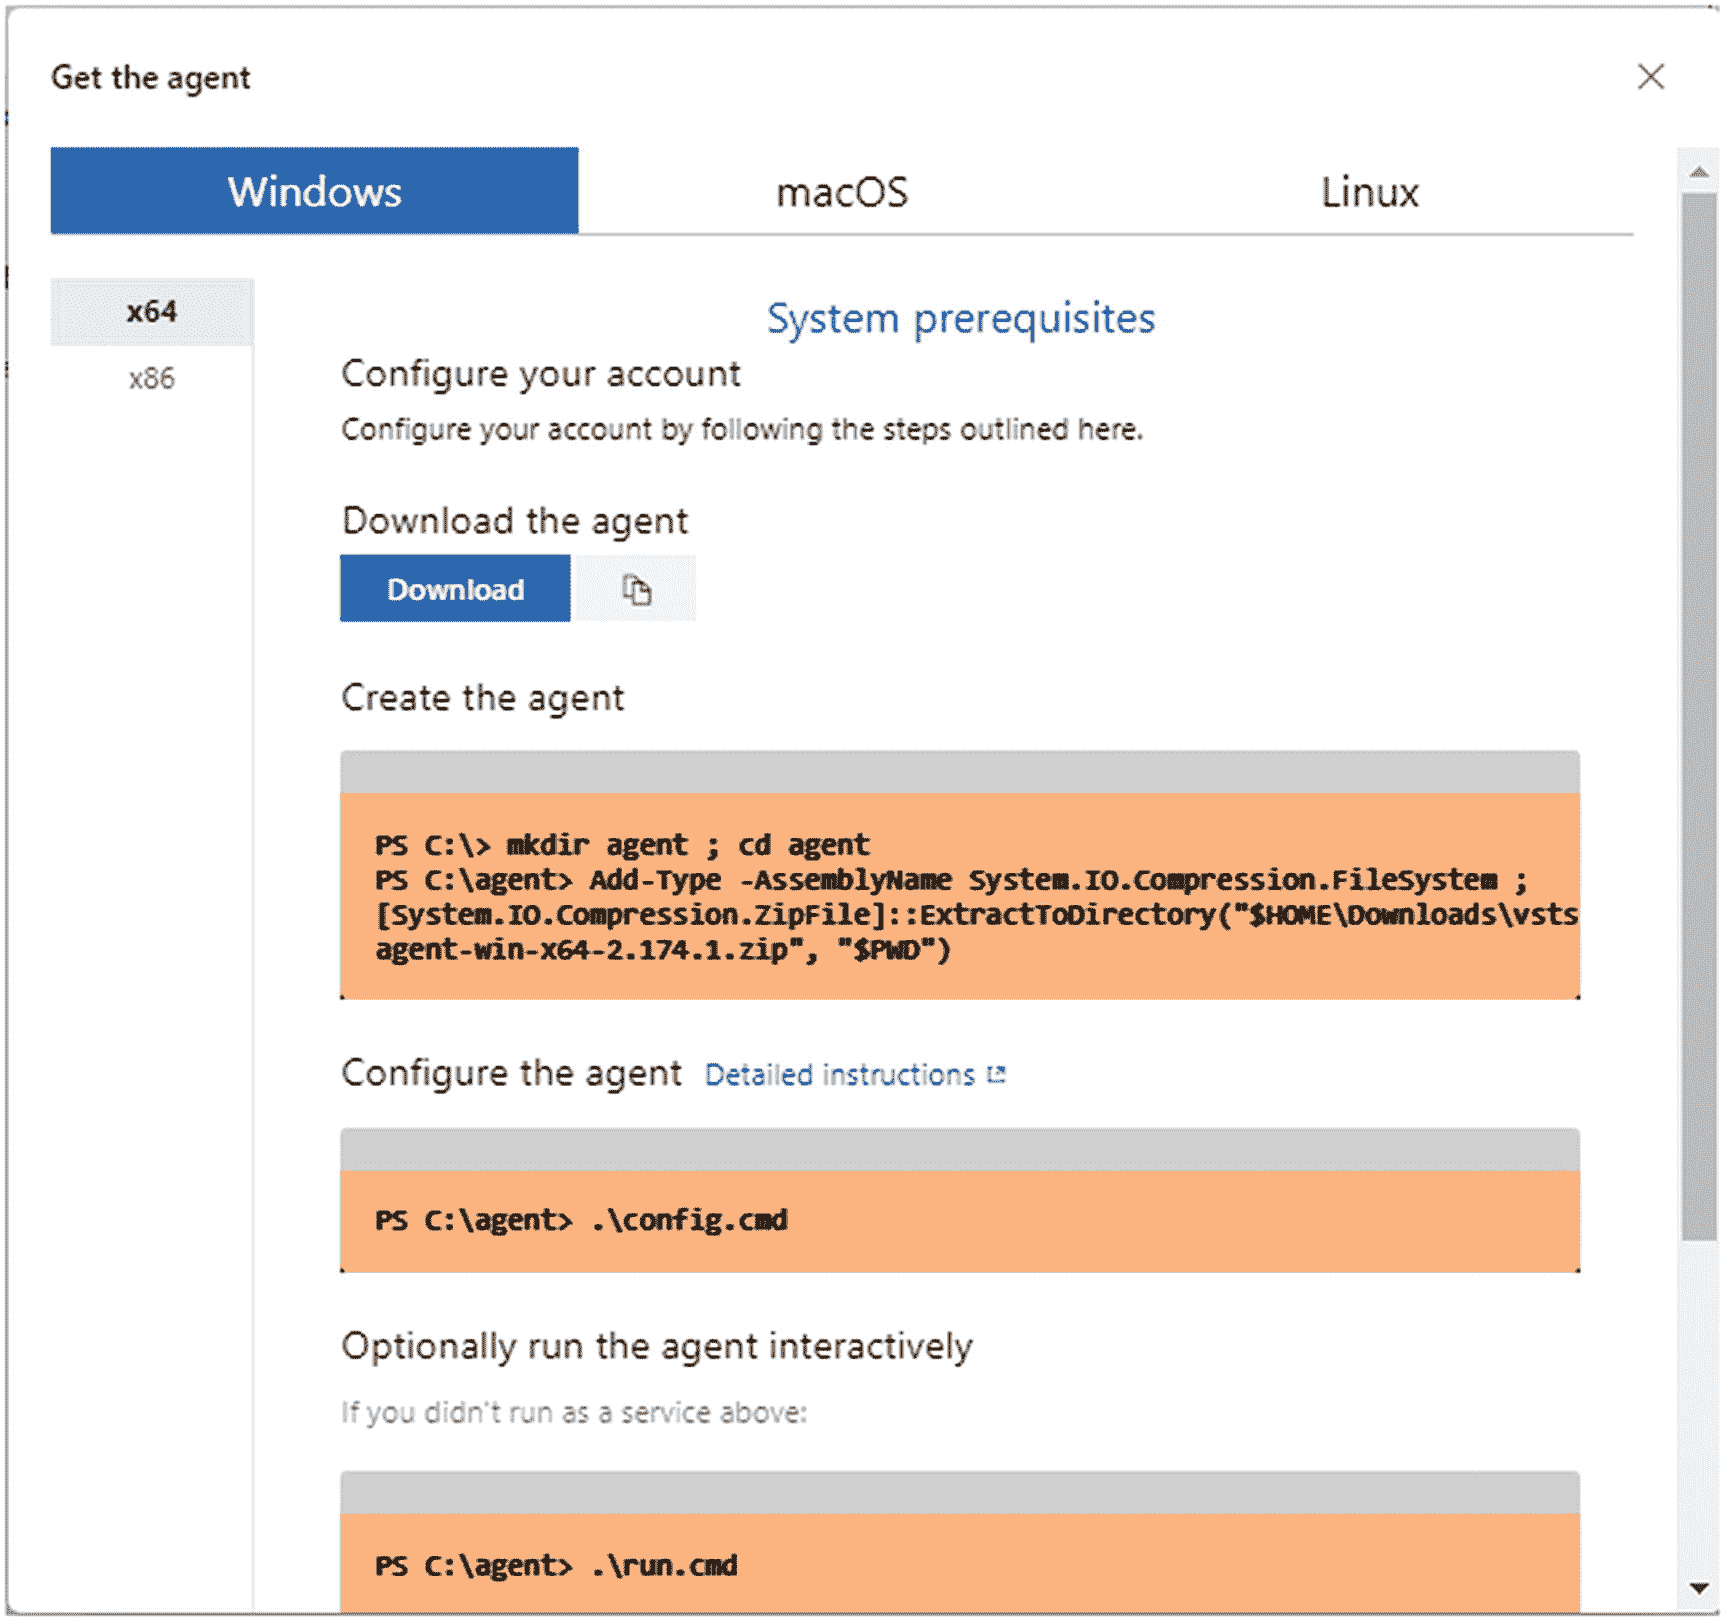 Get the agent
Windows
macOS
Linux
x64
x86
System prerequisites
Configure your account
Configure your account by following the steps outlined here.
Download the agent
Download
Create the agent
PS C:\> mkdir agent ; cd agent
PS C:\agent> Add-Type -AssemblyName System.IO.Compression.FileSystem ;
[System.IO.Compression.ZipFile]::ExtractToDirectory("$HOME\Downloads\vsts
agent-win-x64-2.174.1.zip", "$PWD")
Configure the agent Detailed instructions
PS C:\agent> .\config.cmd
Optionally run the agent interactively
If you didn't run as a service above:
PS C:\agent> .\run.cmd